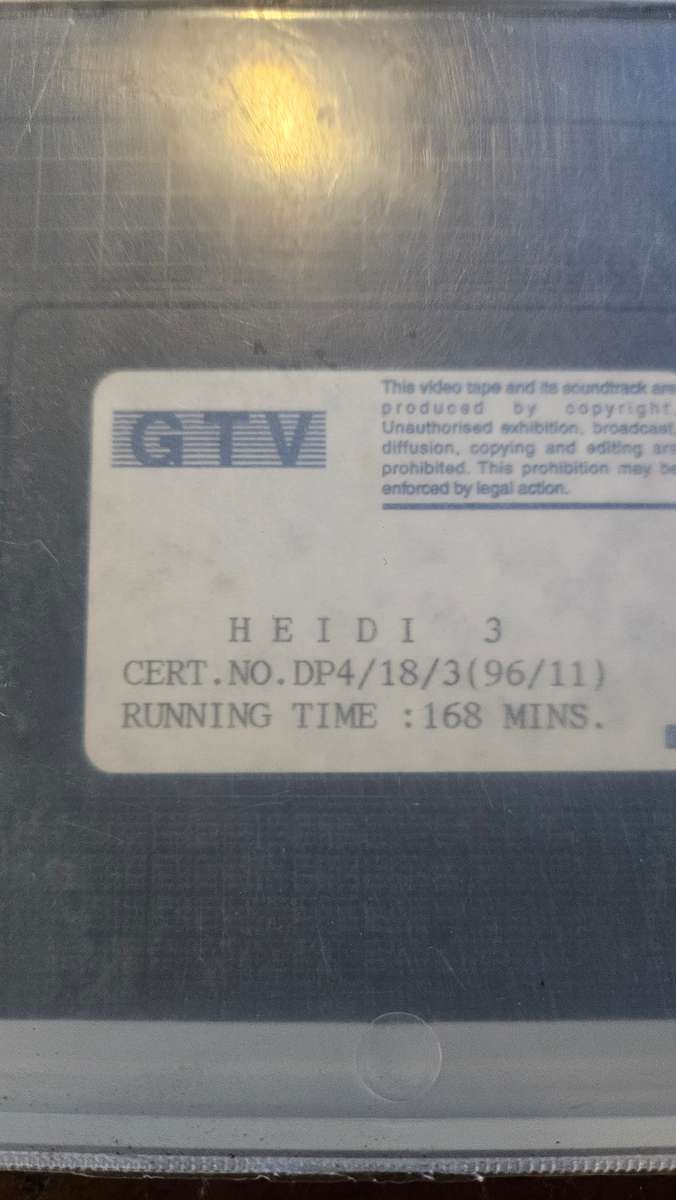 GTV
This video tape and its soundtrack are
produced by copyright.
Unauthorised exhibition, broadcast,
diffusion, copying and editing are
prohibited. This prohibition may be
enforced by legal action.
HEIDI 3
CERT.NO.DP4/18/3(96/11)
RUNNING TIME :168 MINS.